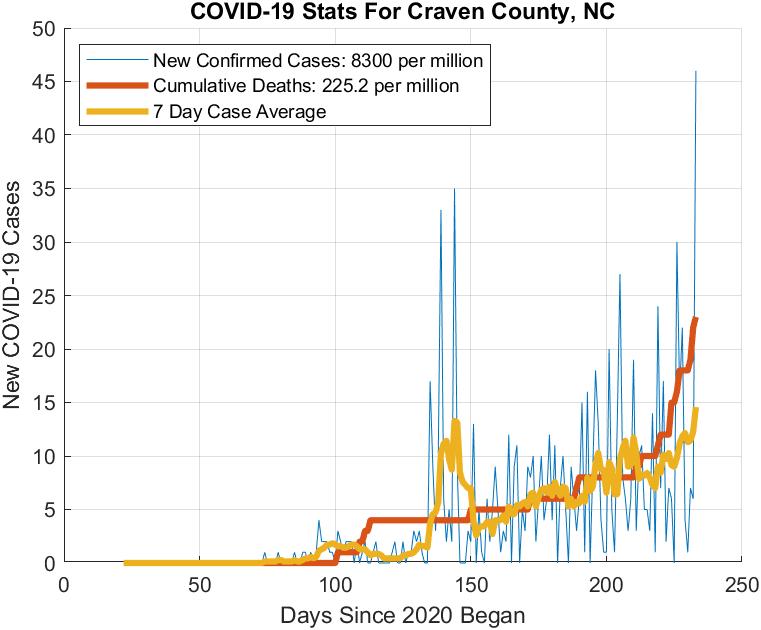 COVID-19 Stats For Craven County, NC
New Confirmed Cases: 8300 per million
Cumulative Deaths: 225.2 per million
7 Day Case Average
New COVID-19 Cases
50
45
40
35
30
25
20
15
10
5
0
0 50 100 150 200 250
Days Since 2020 Began